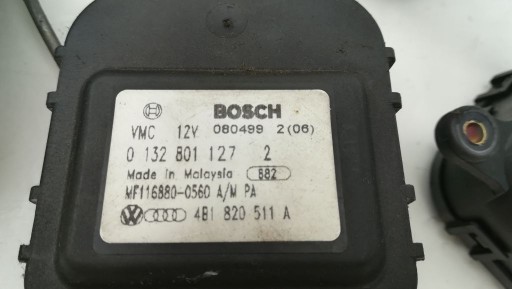 BOSCH
VMC 12V 080499 2(06)
0 132 801 127 2
Made in Malaysia 882
MF116880-0560 A/M PA
4B1 820 511 A